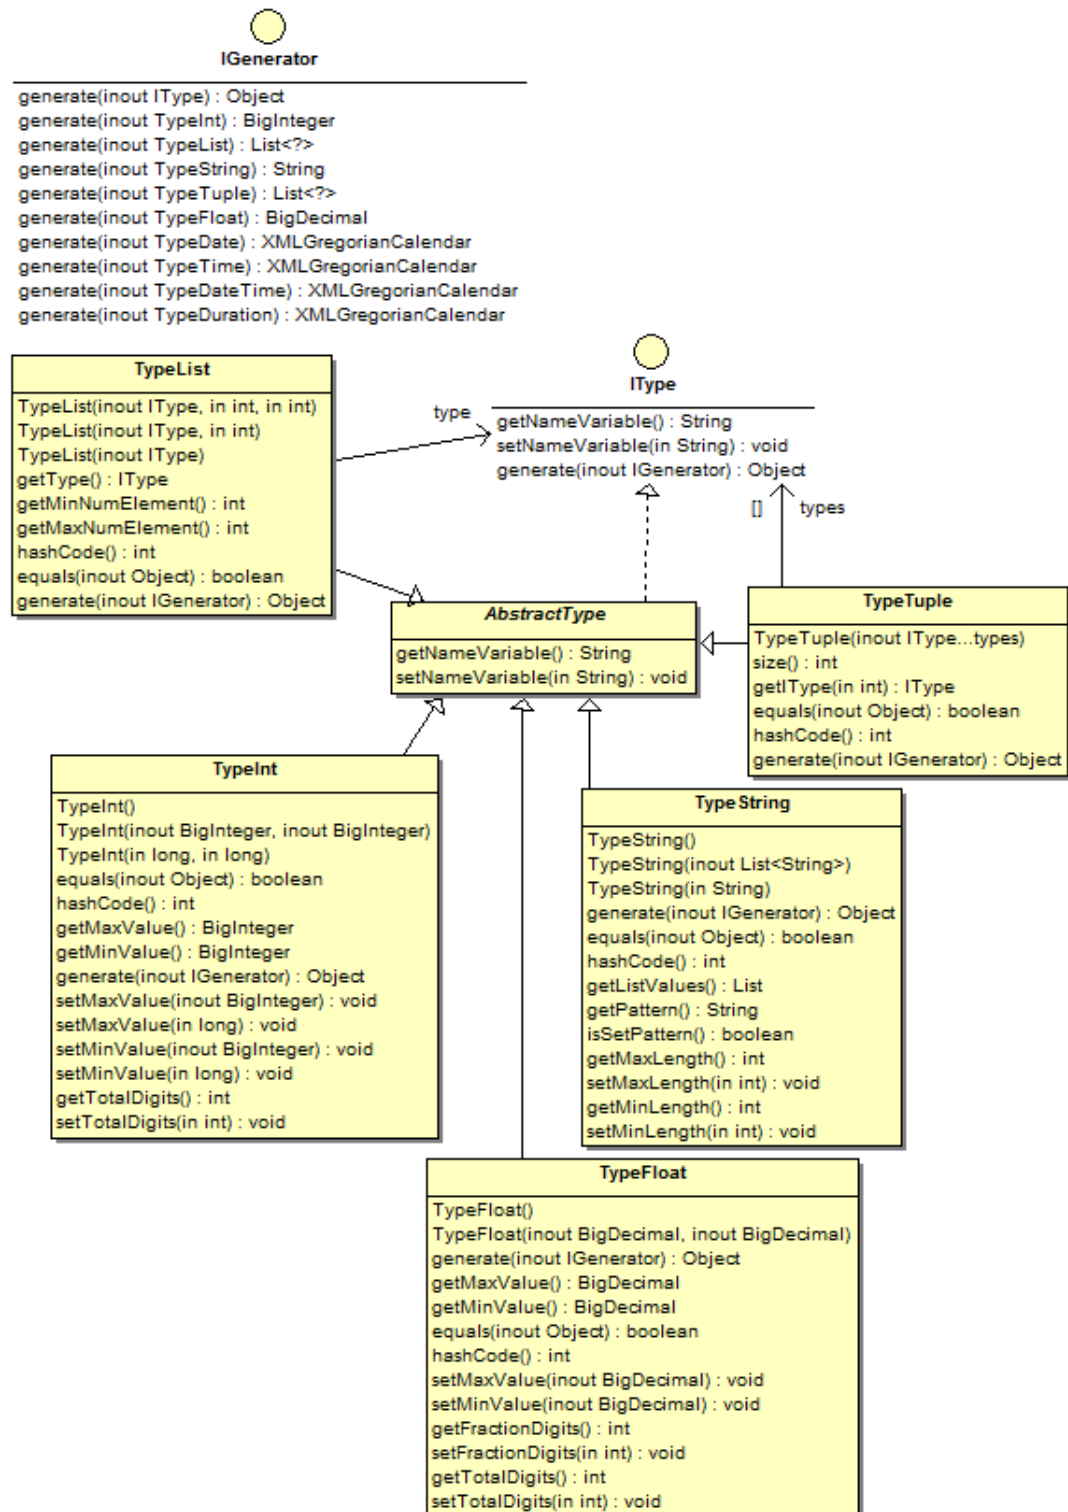 IGenerator
generate(inout IType) : Object
generate(inout TypeInt) : BigInteger
generate(inout TypeList) : List<?>
generate(inout TypeString) : String
generate(inout TypeTuple) : List<?>
generate(inout TypeFloat) : BigDecimal
generate(inout TypeDate) : XMLGregorianCalendar
generate(inout TypeTime) : XMLGregorianCalendar
generate(inout TypeDateTime) : XMLGregorianCalendar
generate(inout TypeDuration) : XMLGregorianCalendar
TypeList
TypeList(inout IType, in int, in int)
TypeList(inout IType, in int)
TypeList(inout IType)
getType() : IType
getMinNumElement() : int
getMaxNumElement() : int
hashCode() : int
equals(inout Object) : boolean
generate(inout IGenerator) : Object
type
IType
getNameVariable() : String
setNameVariable(in String) : void
generate(inout IGenerator) : Object
[] types
AbstractType
getNameVariable() : String
setNameVariable(in String) : void
TypeTuple
TypeTuple(inout IType...types)
size() : int
getIType(in int) : IType
equals(inout Object) : boolean
hashCode() : int
generate(inout IGenerator) : Object
TypeInt
TypeInt()
TypeInt(inout BigInteger, inout BigInteger)
TypeInt(in long, in long)
equals(inout Object) : boolean
hashCode() : int
getMaxValue() : BigInteger
getMinValue() : BigInteger
generate(inout IGenerator) : Object
setMaxValue(inout BigInteger) : void
setMaxValue(in long) : void
setMinValue(inout BigInteger) : void
setMinValue(in long) : void
getTotalDigits() : int
setTotalDigits(in int) : void
TypeString
TypeString()
TypeString(inout List<String>)
TypeString(in String)
generate(inout IGenerator) : Object
equals(inout Object) : boolean
hashCode() : int
getListValues() : List
getPattern() : String
isSetPattern() : boolean
getMaxLength() : int
setMaxLength(in int) : void
getMinLength() : int
setMinLength(in int) : void
TypeFloat
TypeFloat()
TypeFloat(inout BigDecimal, inout BigDecimal)
generate(inout IGenerator) : Object
getMaxValue() : BigDecimal
getMinValue() : BigDecimal
equals(inout Object) : boolean
hashCode() : int
setMaxValue(inout BigDecimal) : void
setMinValue(inout BigDecimal) : void
getFractionDigits() : int
setFractionDigits(in int) : void
getTotalDigits() : int
setTotalDigits(in int) : void